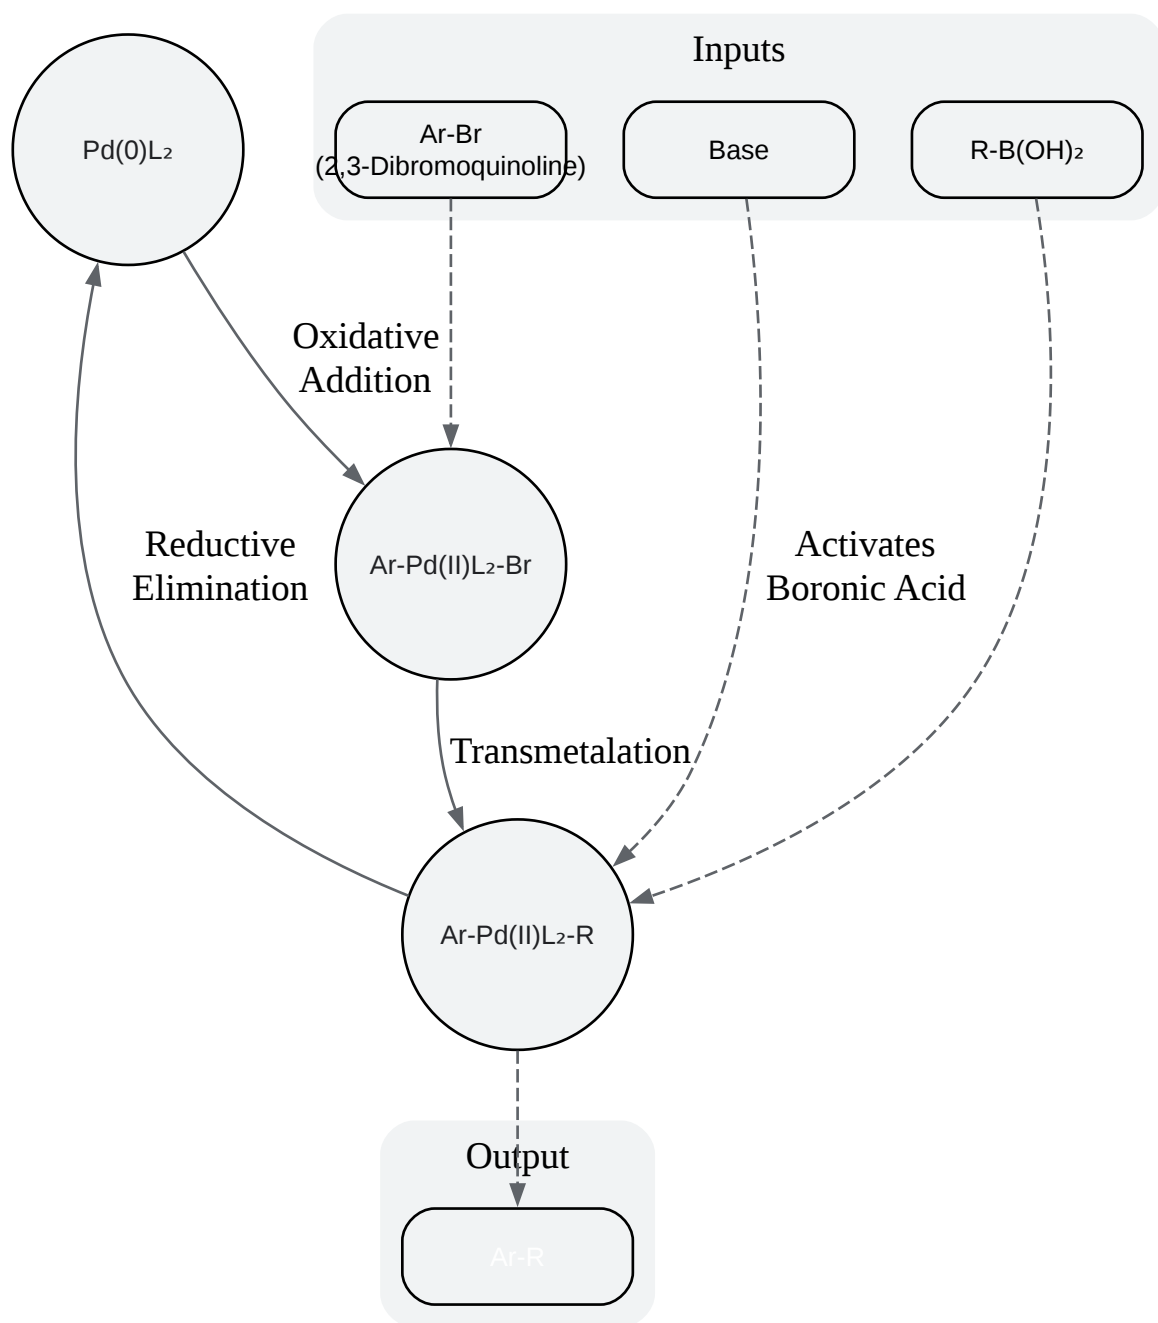 Inputs
Pd(0)L₂
Ar-Br
(2,3-Dibromoquinoline)
Base
R-B(OH)₂
Oxidative
Addition
Reductive
Elimination
Ar-Pd(II)L₂-Br
Activates
Boronic Acid
Transmetalation
Ar-Pd(II)L₂-R
Output
Ar-R